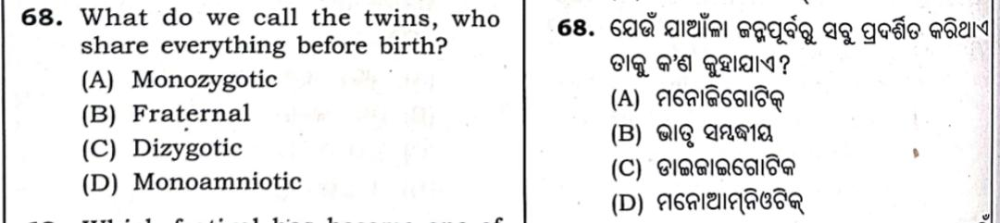 68. What do we call the twins, who
share everything before birth?
(A) Monozygotic
(B) Fraternal
(C) Dizygotic
(D) Monoamniotic
68. ଯେଉଁ ଯାଆଁଳା ଜନ୍ମପୂର୍ବରୁ ସବୁ ପ୍ରଦର୍ଶିତ କରିଥାଏ
ତାକୁ କ'ଣ କୁହାଯାଏ?
(A) ମନୋଜିଗୋଟିକ୍
(B) ଭାତୃ ସମ୍ବନ୍ଧୀୟ
(C) ଡାଇଜାଇଗୋଟିକ
(D) ମନୋଆମ୍‌ନିଓଟିକ୍